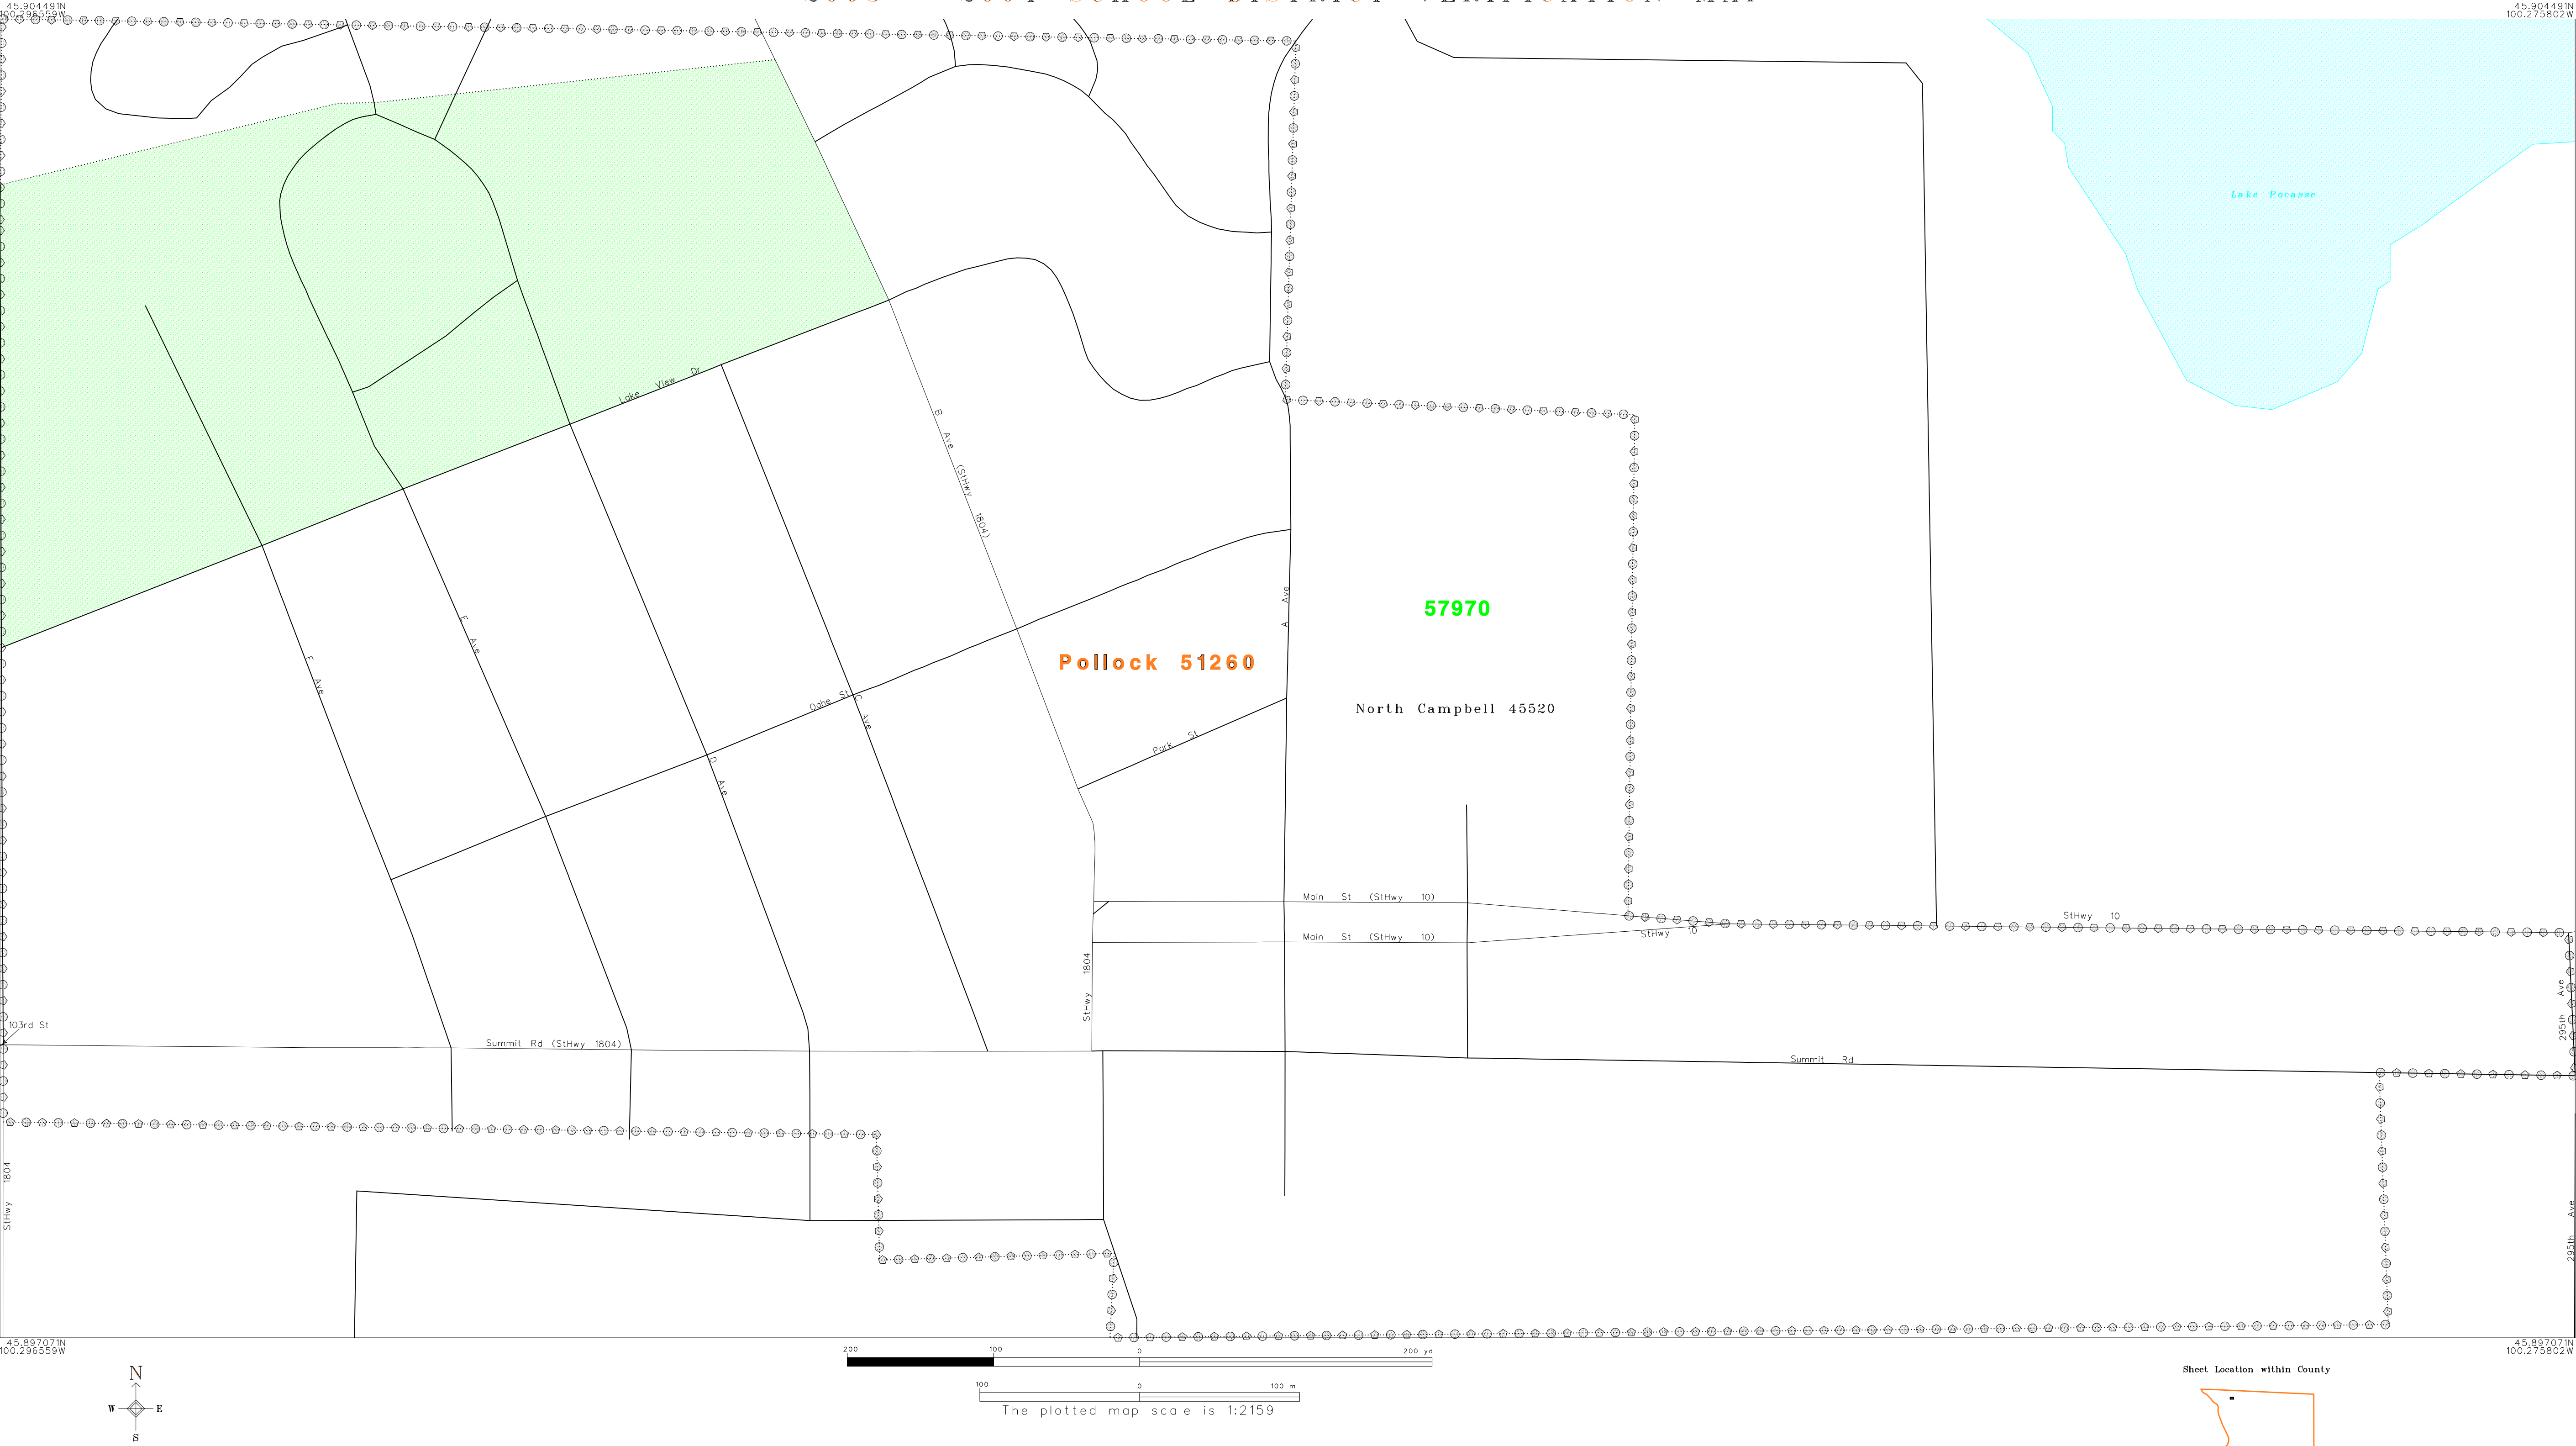 SCHOOL DISTRICT VERIFICATION MAP
45.904491N
100.296559W
45.904491N
100.275802W
Lake Pocasse
Lake View Dr
B Ave (StHwy 1804)
57970
A Ave
E Ave
Pollock 51260
F Ave
Oahe St
C Ave
North Campbell 45520
Park St
D Ave
Main St (StHwy 10)
StHwy 10
Main St (StHwy 10)
StHwy 10
StHwy 1804
295th Ave
103rd St
Summit Rd (StHwy 1804)
Summit Rd
StHwy 1804
295th Ave
45.897071N
100.296559W
45.897071N
100.275802W
200 100 0 200 yd
100 0 100 m
The plotted map scale is 1:2159
N
W E
S
Sheet Location within County